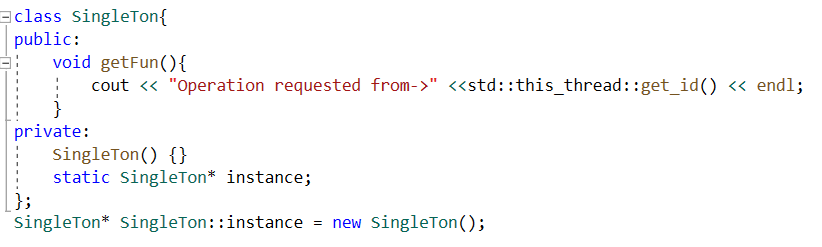 class SingleTon{
public:
    void getFun(){
        cout << "Operation requested from->" <<std::this_thread::get_id() << endl;
    }
private:
    SingleTon() {}
    static SingleTon* instance;
};
SingleTon* SingleTon::instance = new SingleTon();